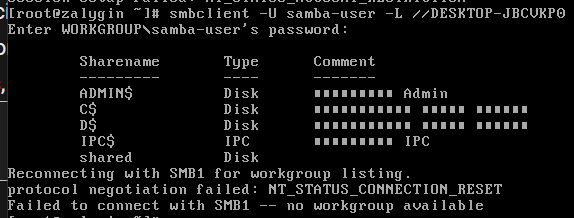 [root@zalygin ~]# smbclient -U samba-user -L //DESKTOP-JBCVKP0
Enter WORKGROUP\samba-user's password:
Sharename Type Comment
--------- ---- -------
ADMIN$ Disk Admin
C$ Disk
D$ Disk
IPC$ IPC IPC
shared Disk
Reconnecting with SMB1 for workgroup listing.
protocol negotiation failed: NT_STATUS_CONNECTION_RESET
Failed to connect with SMB1 -- no workgroup available